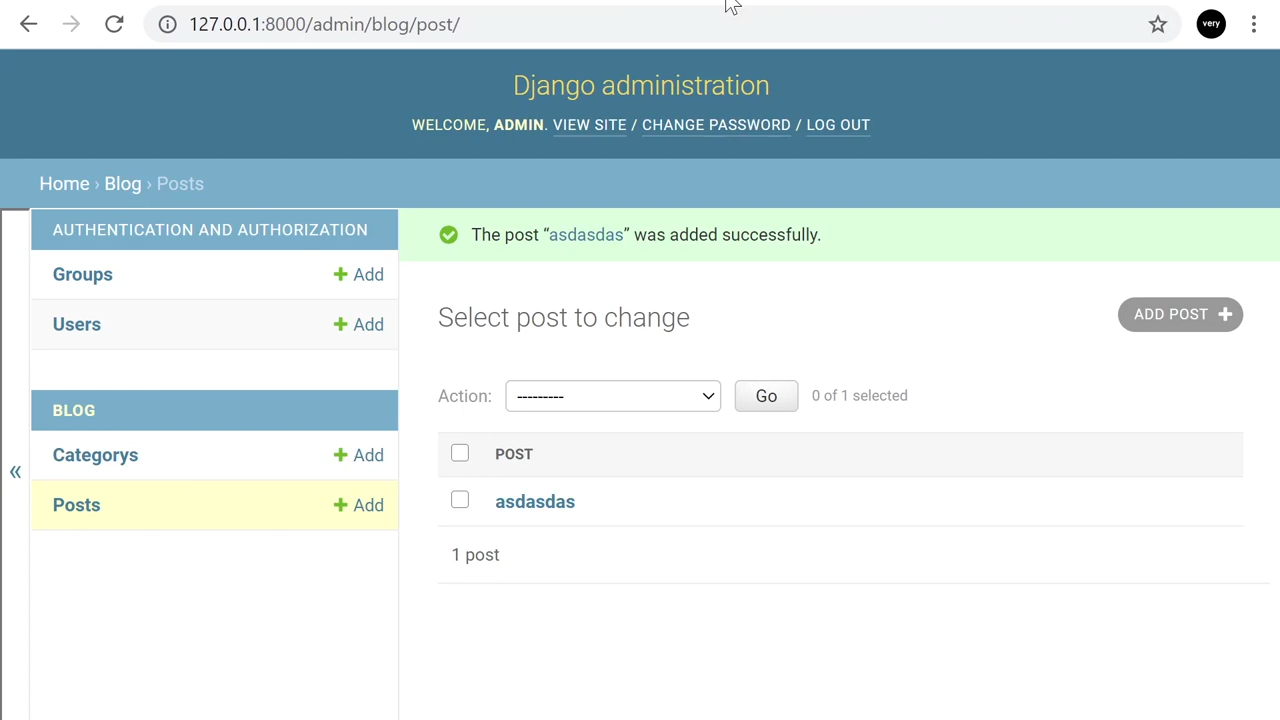 127.0.0.1:8000/admin/blog/post/
very
Django administration
WELCOME, ADMIN. VIEW SITE / CHANGE PASSWORD / LOG OUT
Home › Blog › Posts
AUTHENTICATION AND AUTHORIZATION
Groups + Add
Users + Add
BLOG
Categorys + Add
Posts + Add
«
The post “asdasdas” was added successfully.
Select post to change
ADD POST +
Action: --------- Go 0 of 1 selected
POST
asdasdas
1 post